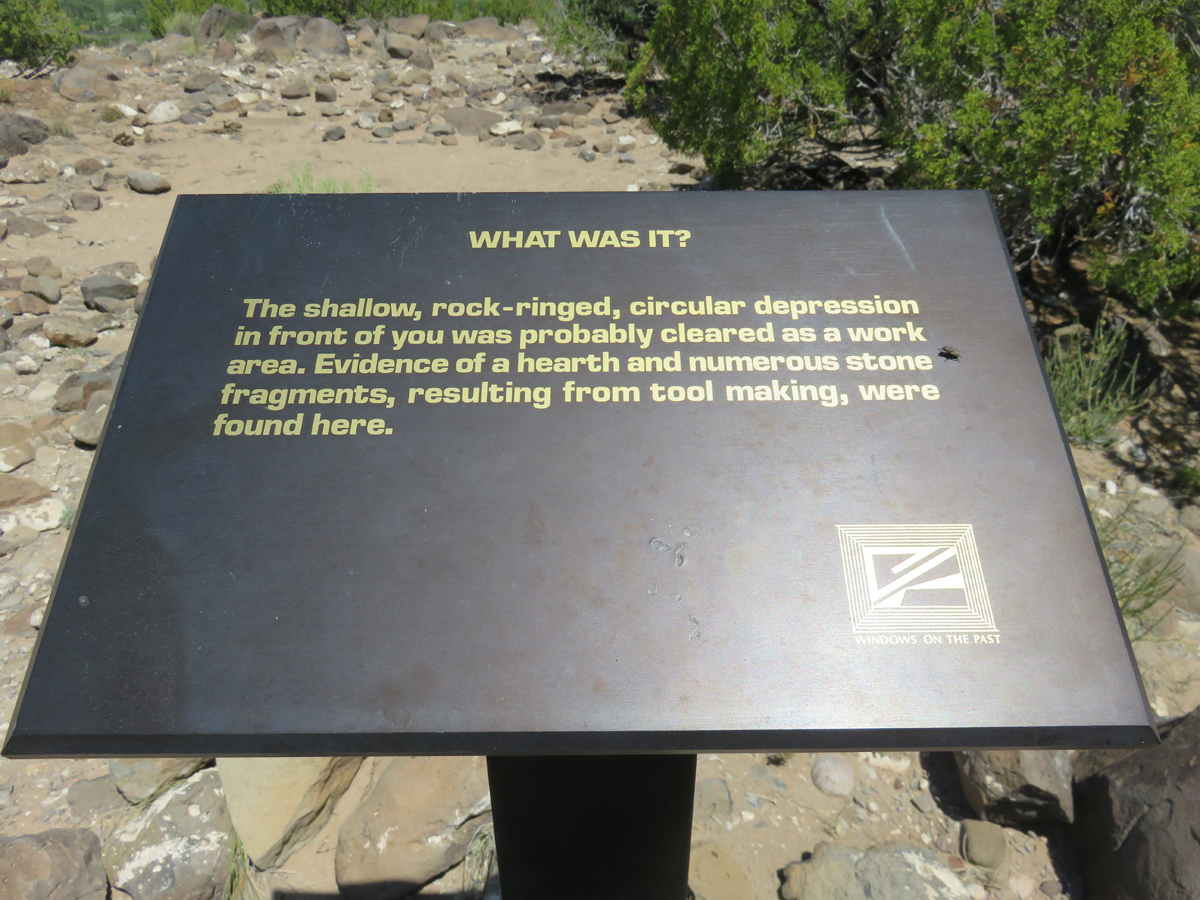 WHAT WAS IT?
The shallow, rock-ringed, circular depression
in front of you was probably cleared as a work
area. Evidence of a hearth and numerous stone
fragments, resulting from tool making, were
found here.
WINDOWS ON THE PAST